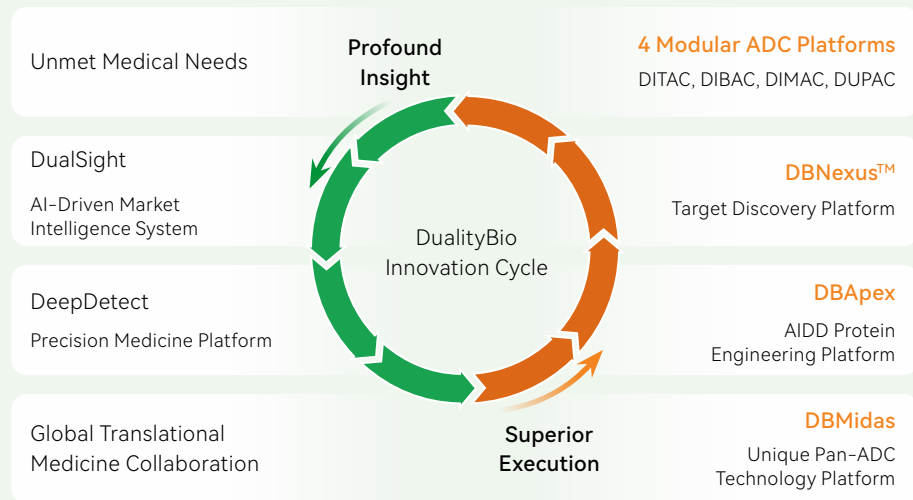 Unmet Medical Needs
DualSight
AI-Driven Market
Intelligence System
DeepDetect
Precision Medicine Platform
Global Translational
Medicine Collaboration
Profound
Insight
DualityBio
Innovation Cycle
Superior
Execution
4 Modular ADC Platforms
DITAC, DIBAC, DIMAC, DUPAC
DBNexus™
Target Discovery Platform
DBApex
AIDD Protein
Engineering Platform
DBMidas
Unique Pan-ADC
Technology Platform